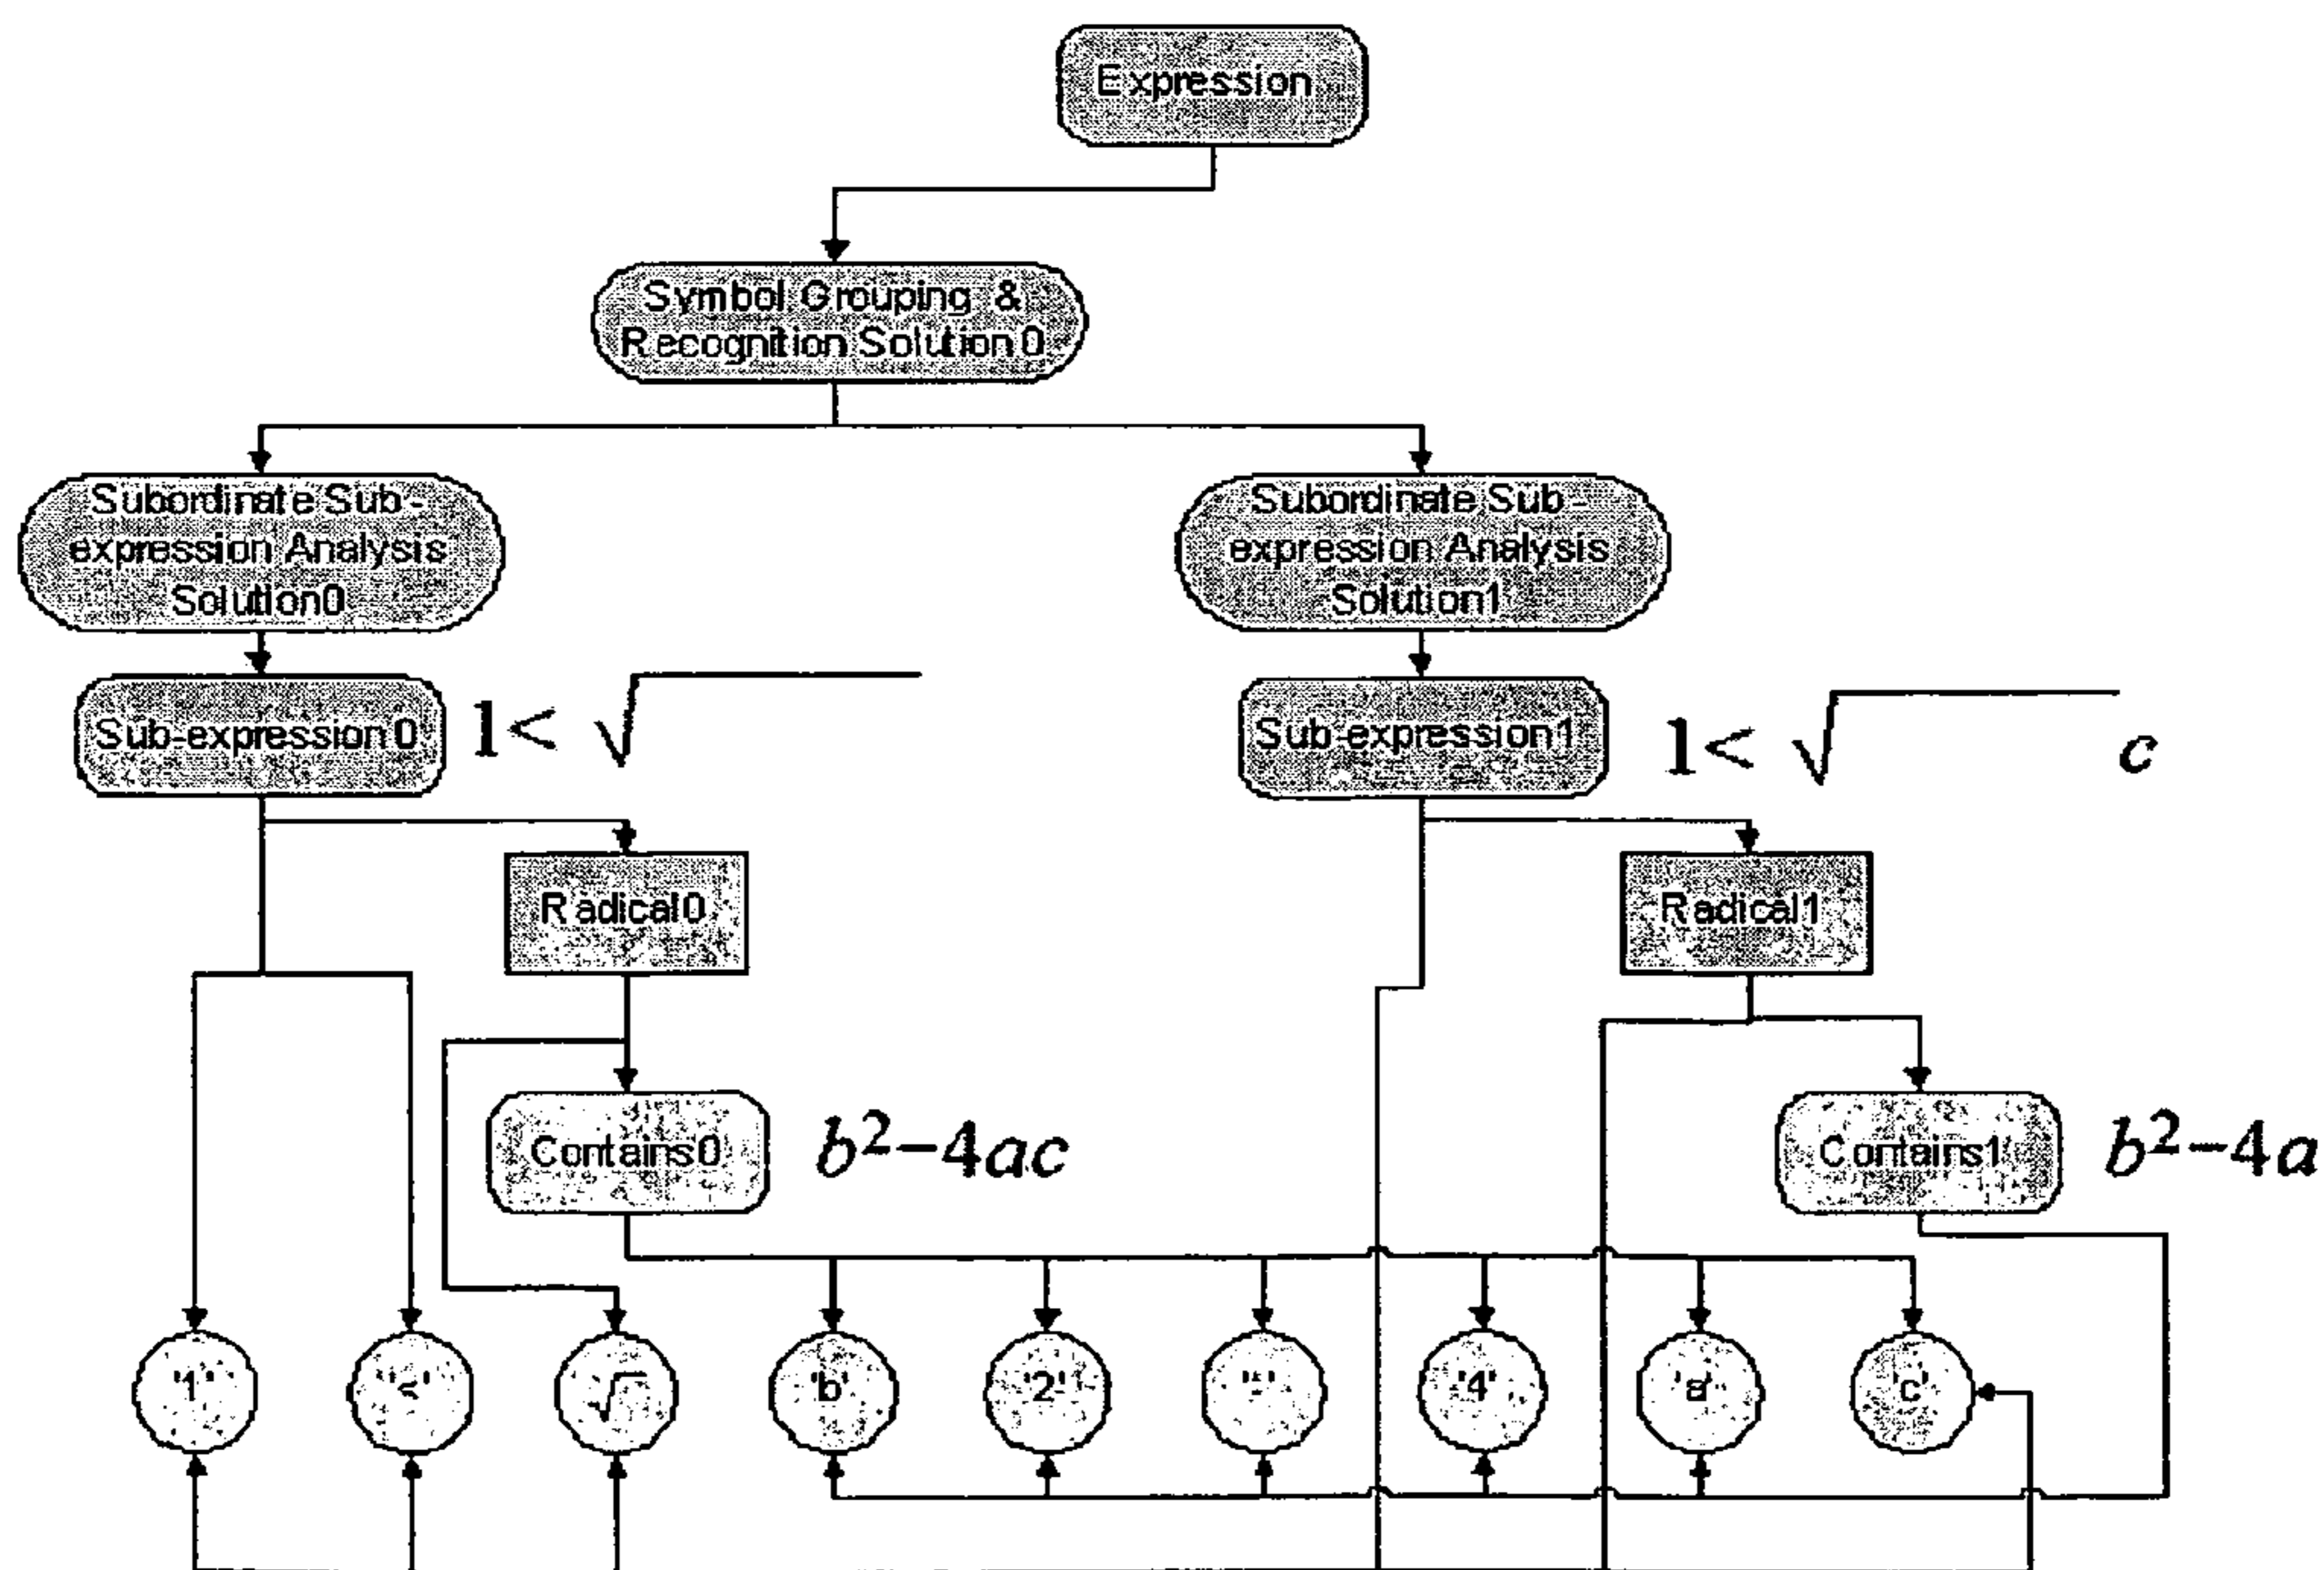 Expression
Symbol Grouping &
Recognition Solution0
Subordinate Sub-
expression Analysis
Solution0
Subordinate Sub-
expression Analysis
Solution1
Sub-expression0
1< √
Sub-expression1
1< √ c
Radical0
Radical1
Contains0
b²−4ac
Contains1
b²−4a
'1'
'<'
√
'b'
'2'
'-'
'4'
'a'
'c'